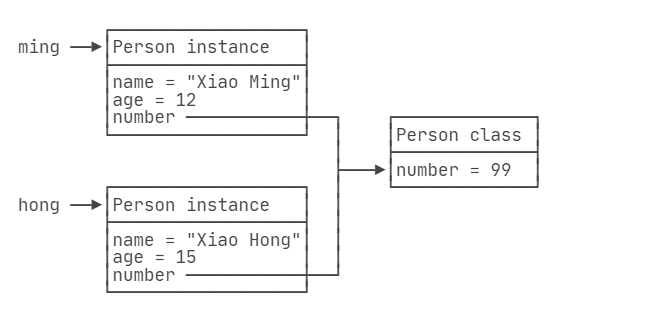 ming
Person instance
name = "Xiao Ming"
age = 12
number
Person class
number = 99
hong
Person instance
name = "Xiao Hong"
age = 15
number